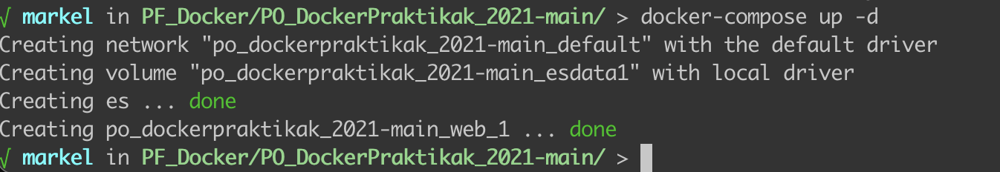 √ markel in PF_Docker/PO_DockerPraktikak_2021-main/ > docker-compose up -d
Creating network "po_dockerpraktikak_2021-main_default" with the default driver
Creating volume "po_dockerpraktikak_2021-main_esdata1" with local driver
Creating es ... done
Creating po_dockerpraktikak_2021-main_web_1 ... done
√ markel in PF_Docker/PO_DockerPraktikak_2021-main/ >